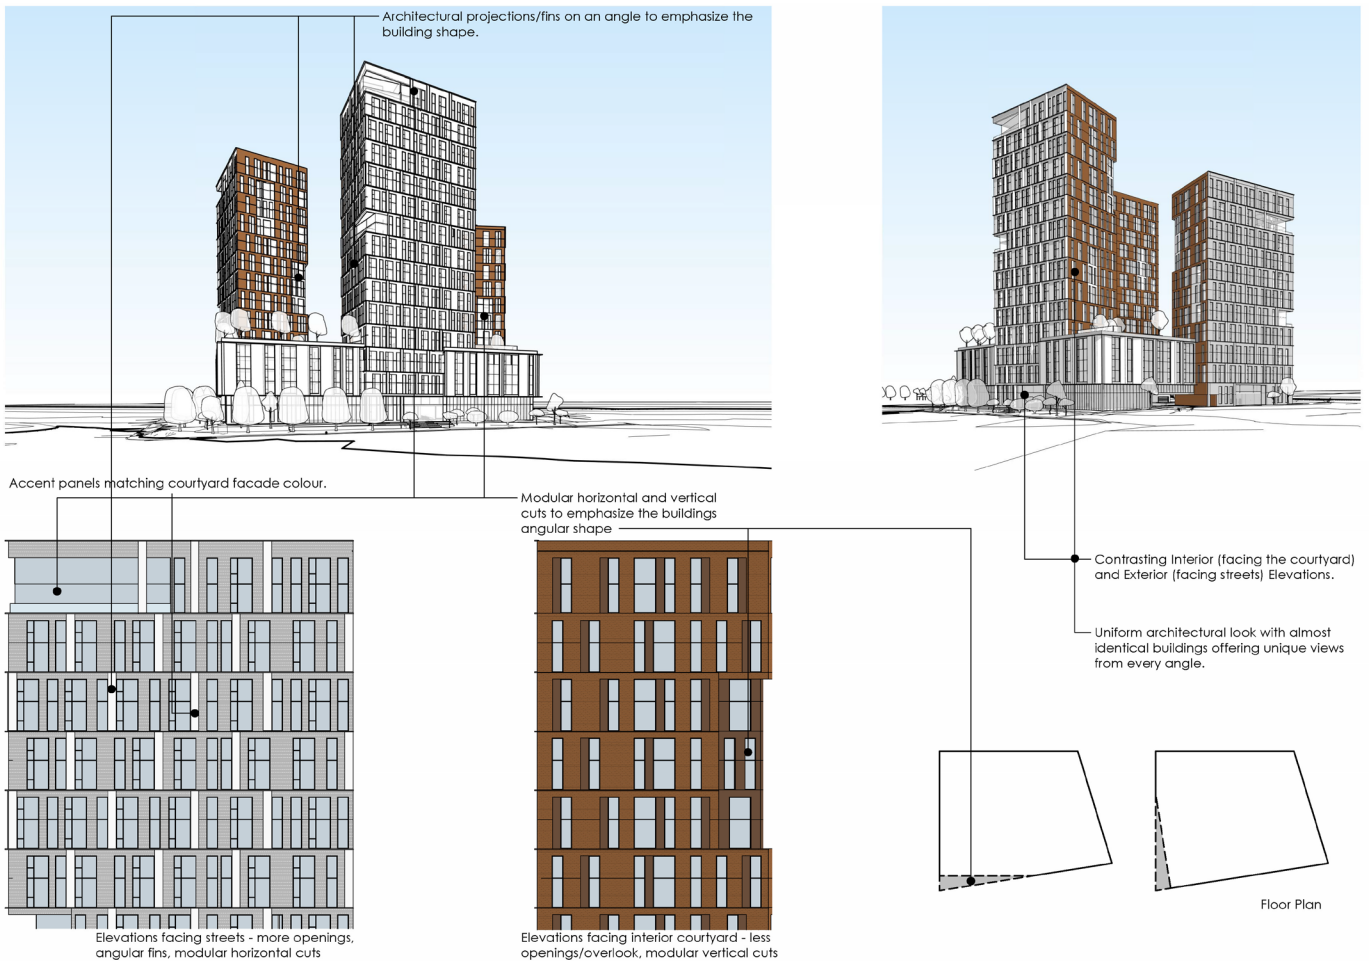 Architectural projections/fins on an angle to emphasize the
building shape.
Accent panels matching courtyard facade colour.
Modular horizontal and vertical
cuts to emphasize the buildings
angular shape
Contrasting Interior (facing the courtyard)
and Exterior (facing streets) Elevations.
Uniform architectural look with almost
identical buildings offering unique views
from every angle.
Floor Plan
Elevations facing streets - more openings,
angular fins, modular horizontal cuts
Elevations facing interior courtyard - less
openings/overlook, modular vertical cuts